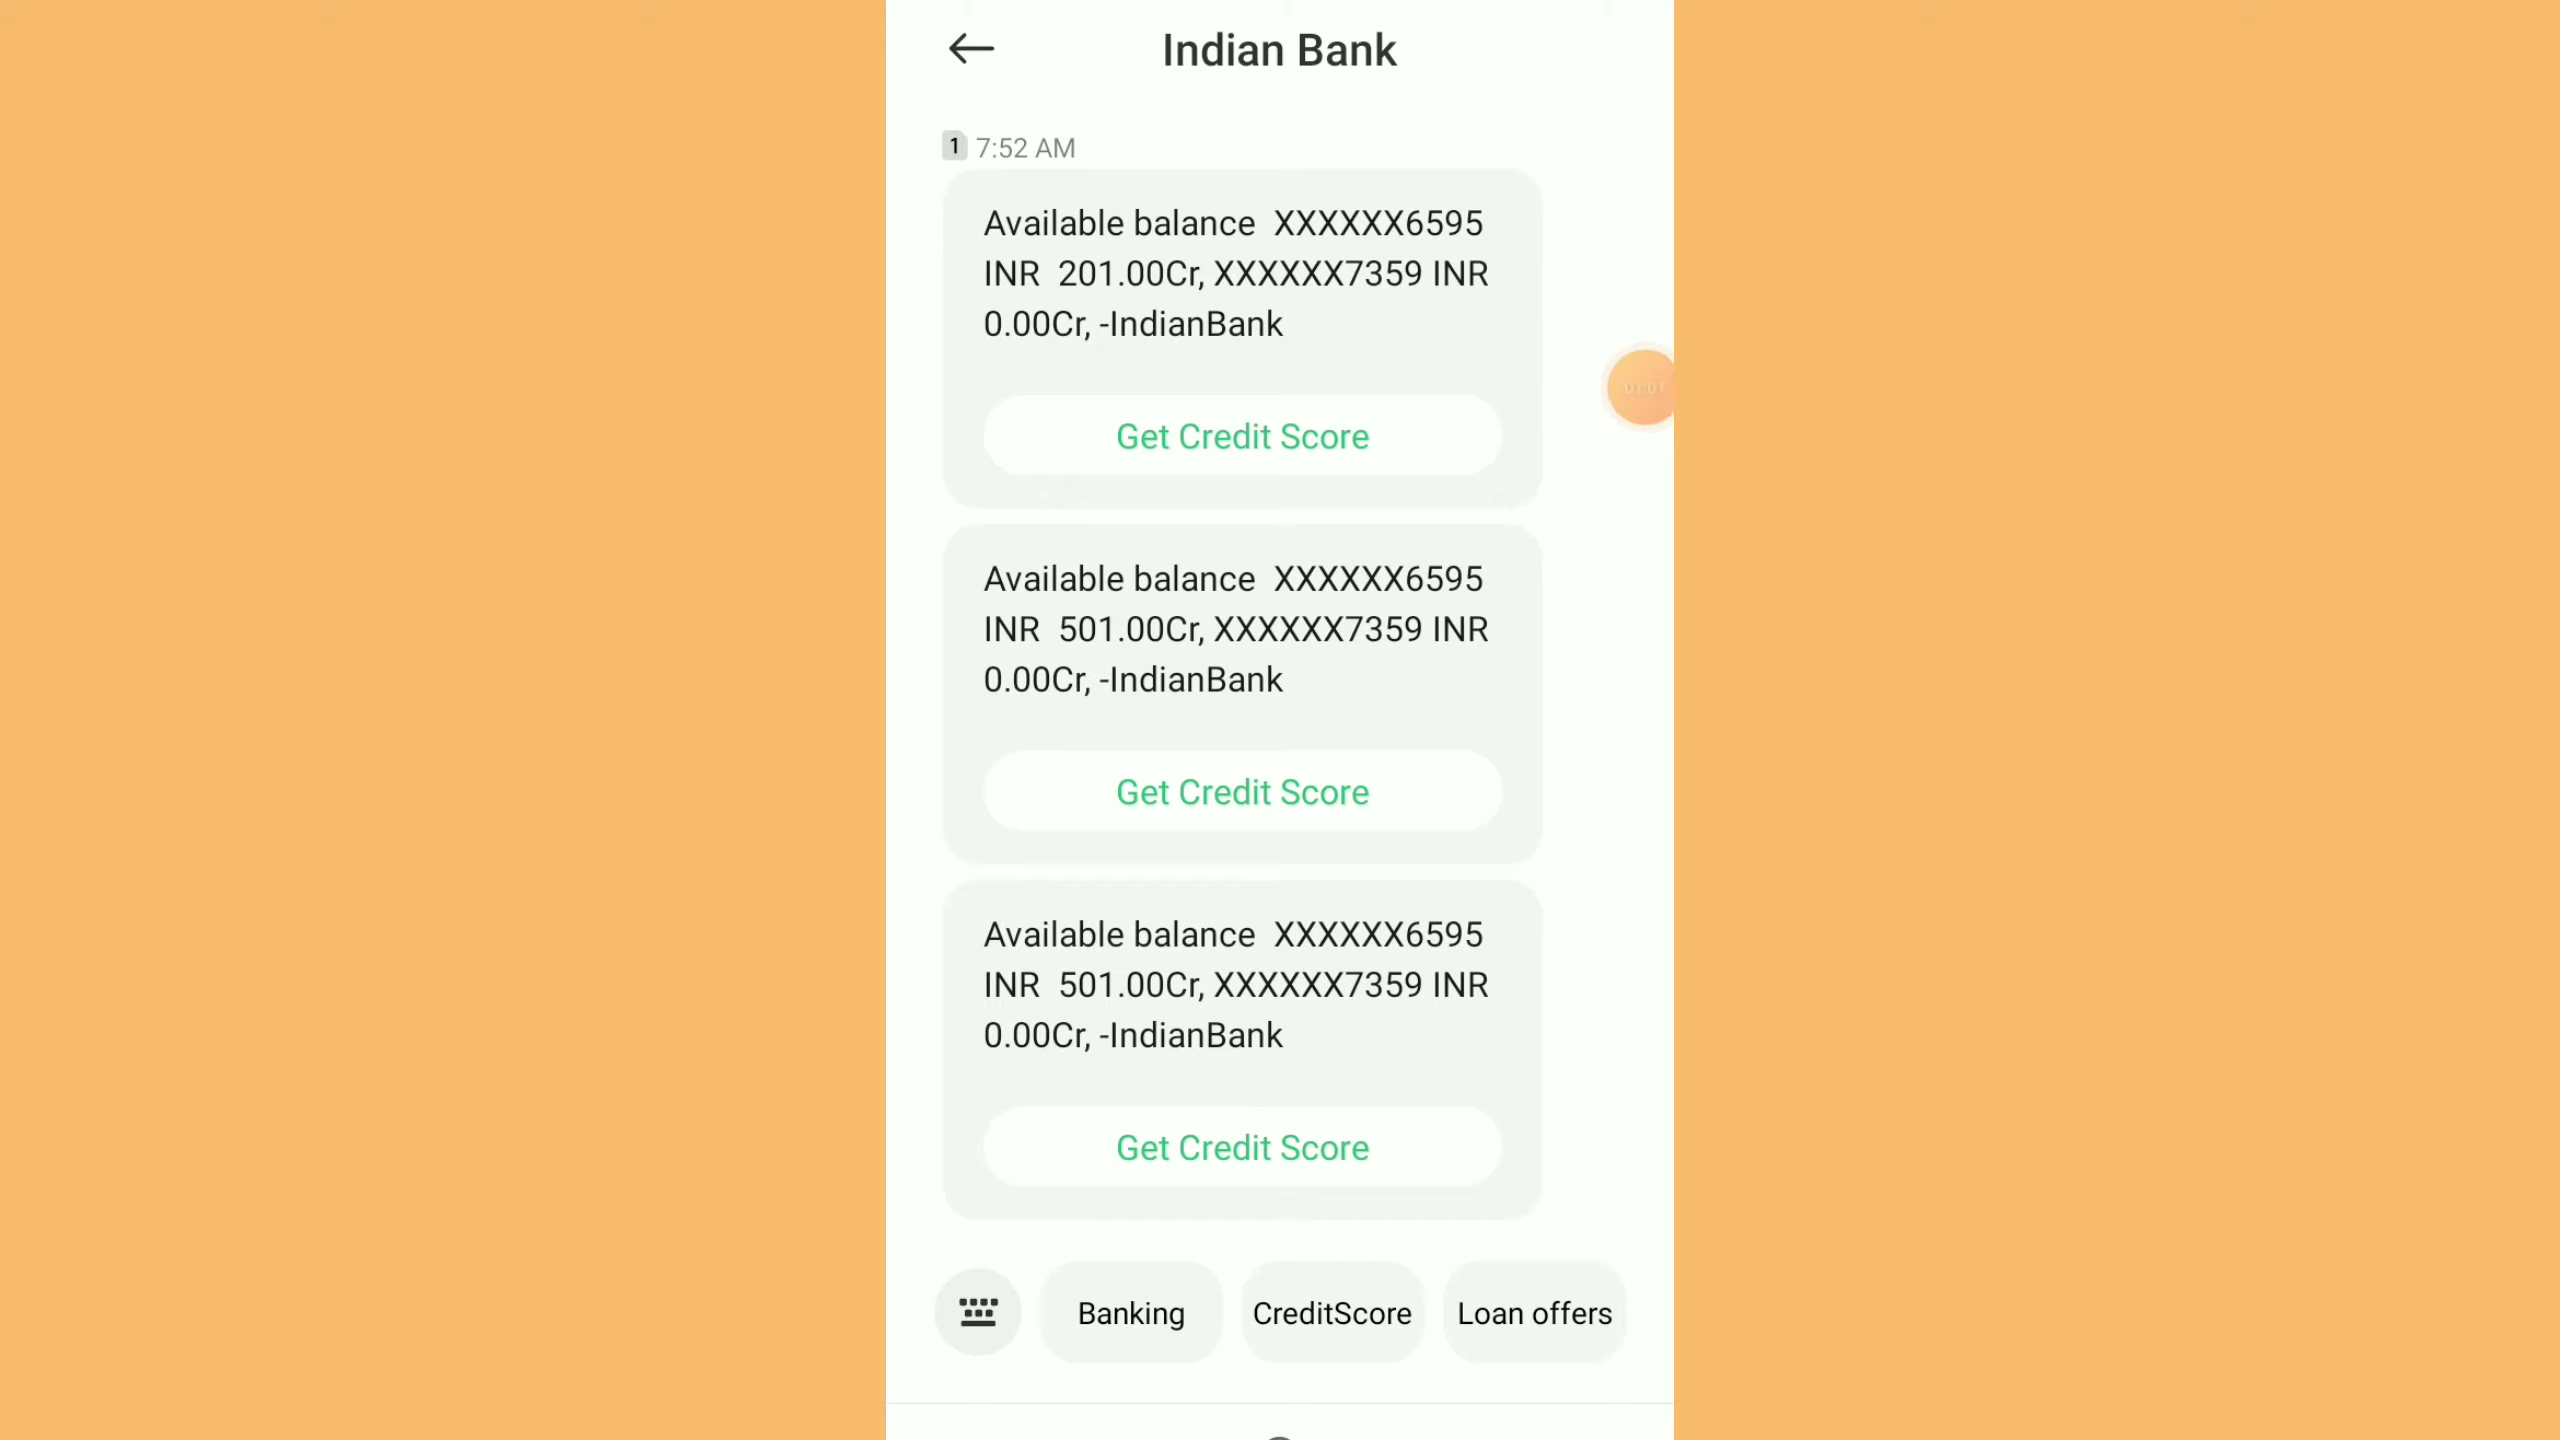 Indian Bank
1 7:52 AM
Available balance  XXXXXX6595
INR  201.00Cr, XXXXXX7359 INR
0.00Cr, -IndianBank
Get Credit Score
Available balance  XXXXXX6595
INR  501.00Cr, XXXXXX7359 INR
0.00Cr, -IndianBank
Get Credit Score
Available balance  XXXXXX6595
INR  501.00Cr, XXXXXX7359 INR
0.00Cr, -IndianBank
Get Credit Score
Banking
CreditScore
Loan offers